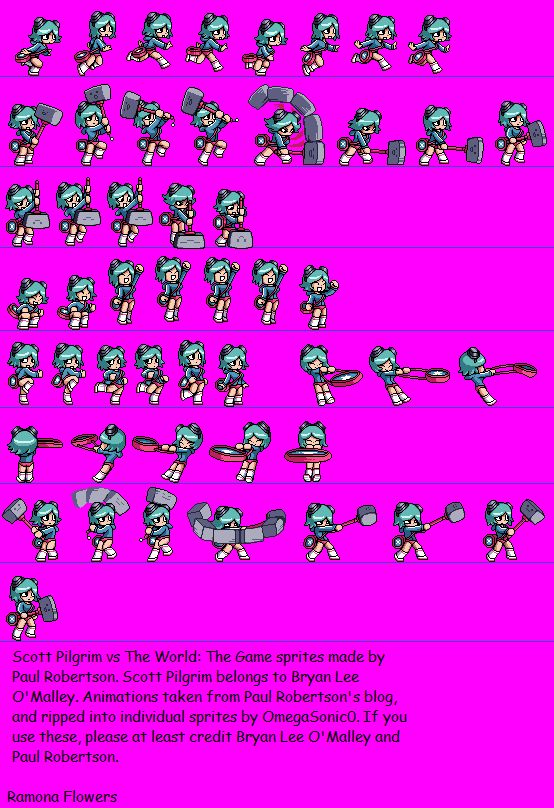 Scott Pilgrim vs The World: The Game sprites made by
Paul Robertson. Scott Pilgrim belongs to Bryan Lee
O'Malley. Animations taken from Paul Robertson's blog,
and ripped into individual sprites by OmegaSonic0. If you
use these, please at least credit Bryan Lee O'Malley and
Paul Robertson.
Ramona Flowers